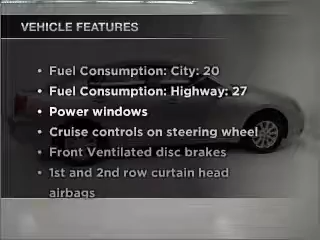 VEHICLE FEATURES
• Fuel Consumption: City: 20
• Fuel Consumption: Highway: 27
• Power windows
• Cruise controls on steering wheel
• Front Ventilated disc brakes
• 1st and 2nd row curtain head
airbags